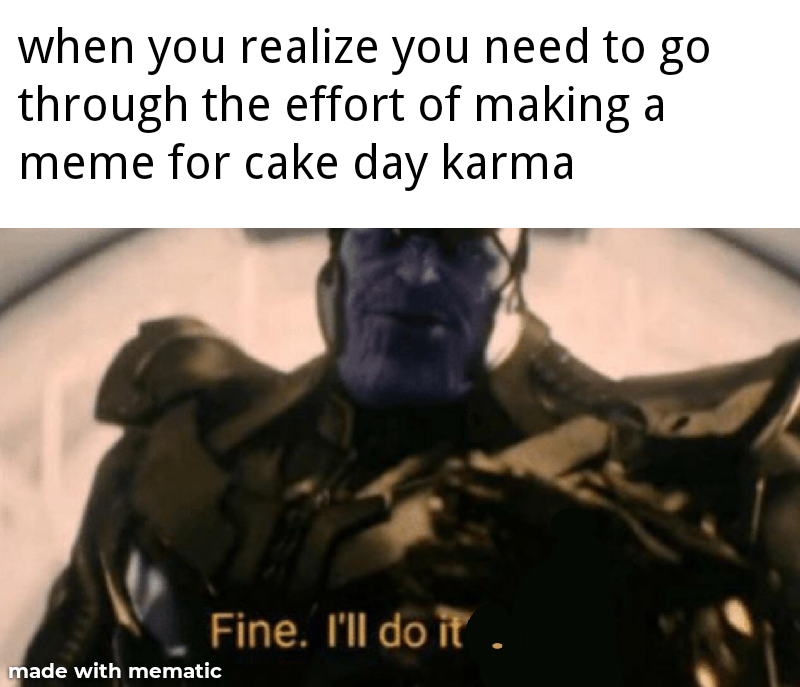 when you realize you need to go
through the effort of making a
meme for cake day karma
Fine. I'll do it .
made with mematic